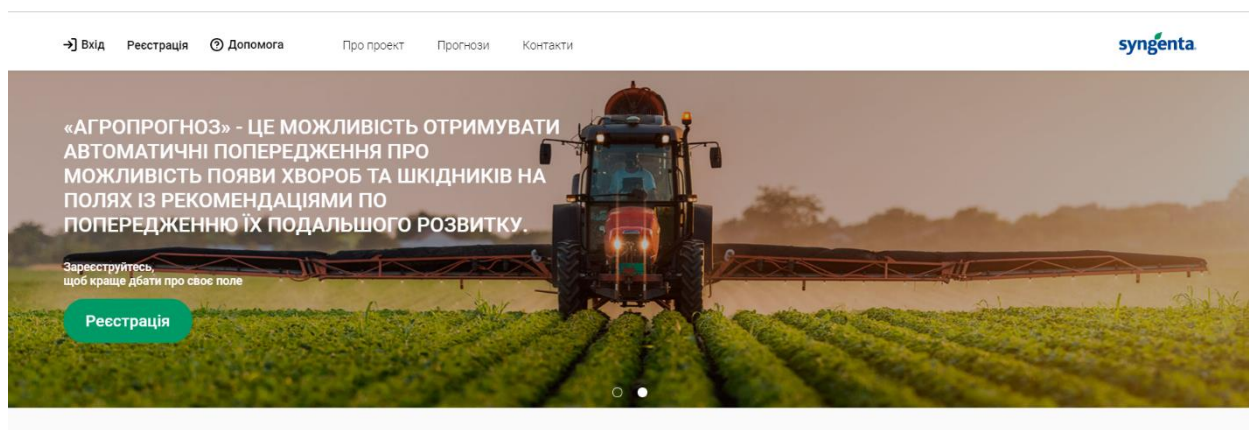 Вхід Реєстрація Допомога Про проект Прогнози Контакти syngenta
«АГРОПРОГНОЗ» - ЦЕ МОЖЛИВІСТЬ ОТРИМУВАТИ
АВТОМАТИЧНІ ПОПЕРЕДЖЕННЯ ПРО
МОЖЛИВІСТЬ ПОЯВИ ХВОРОБ ТА ШКІДНИКІВ НА
ПОЛЯХ ІЗ РЕКОМЕНДАЦІЯМИ ПО
ПОПЕРЕДЖЕННЮ ЇХ ПОДАЛЬШОГО РОЗВИТКУ.
Зареєструйтесь,
щоб краще дбати про своє поле
Реєстрація